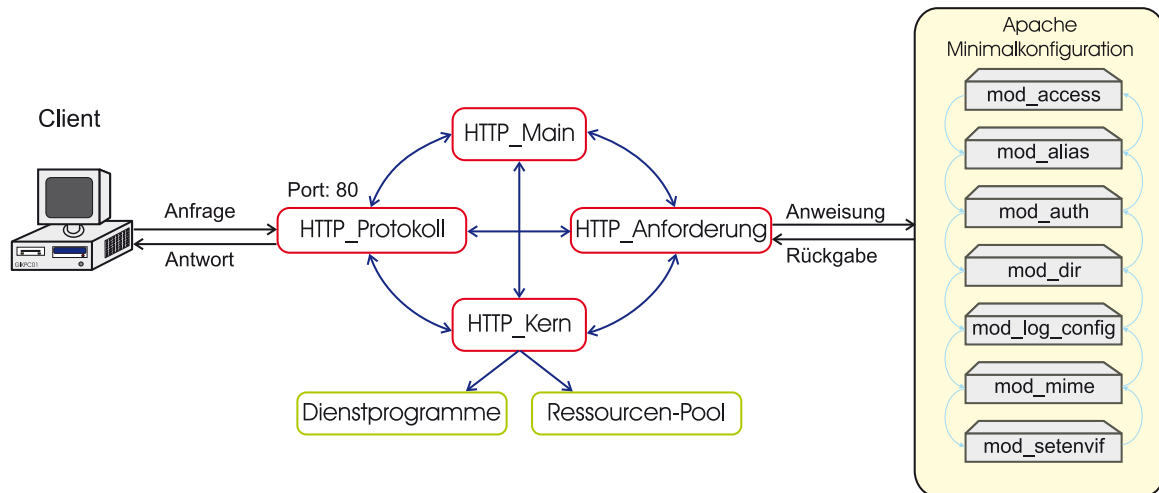 Apache
Minimalkonfiguration
mod_access
mod_alias
mod_auth
mod_dir
mod_log_config
mod_mime
mod_setenvif
Client
GIKPC01
Anfrage
Antwort
Port: 80
HTTP_Main
HTTP_Protokoll
HTTP_Anforderung
HTTP_Kern
Anweisung
Rückgabe
Dienstprogramme
Ressourcen-Pool